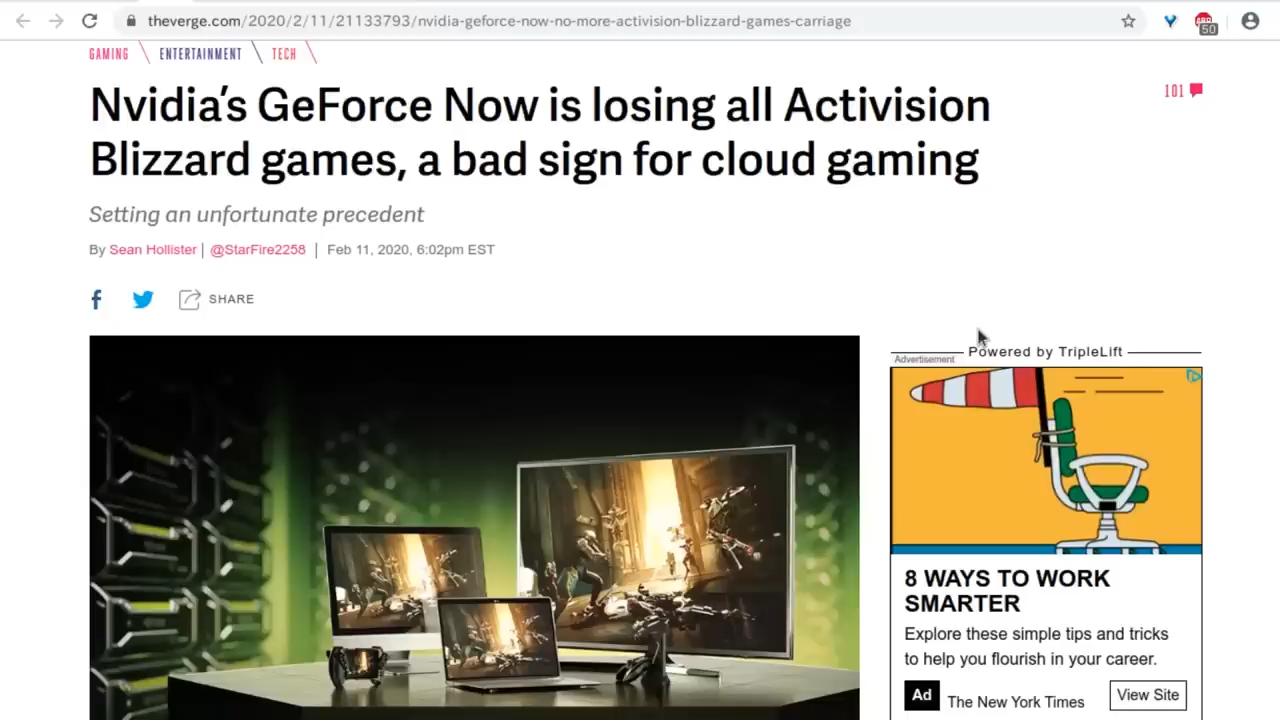 theverge.com/2020/2/11/21133793/nvidia-geforce-now-no-more-activision-blizzard-games-carriage
50
GAMING ENTERTAINMENT TECH
Nvidia's GeForce Now is losing all Activision
Blizzard games, a bad sign for cloud gaming
101
Setting an unfortunate precedent
By Sean Hollister | @StarFire2258 | Feb 11, 2020, 6:02pm EST
SHARE
Powered by TripleLift
Advertisement
8 WAYS TO WORK
SMARTER
Explore these simple tips and tricks
to help you flourish in your career.
Ad The New York Times View Site